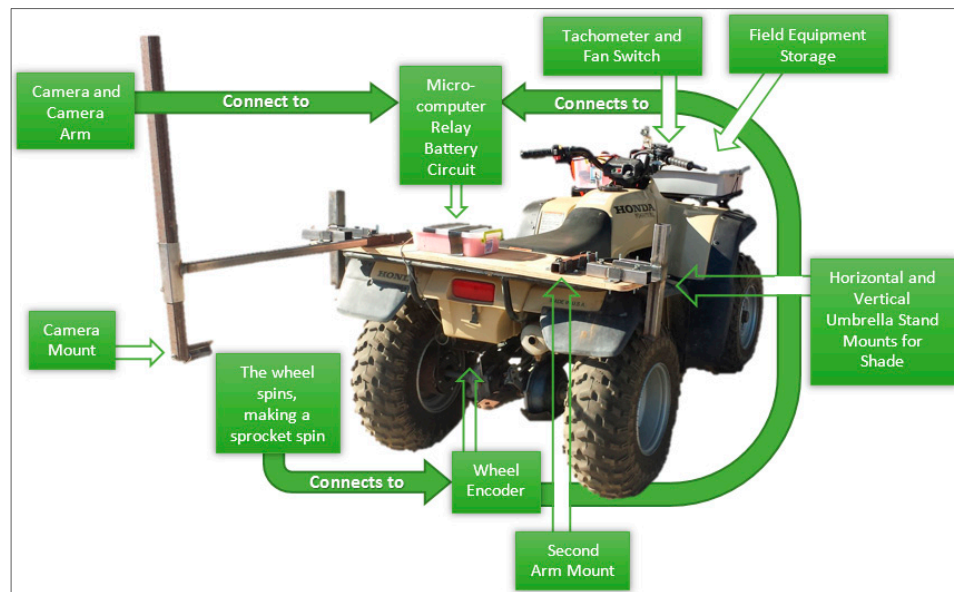 Camera and
Camera
Arm
Connect to
Micro-
computer
Relay
Battery
Circuit
Connects to
Tachometer and
Fan Switch
Field Equipment
Storage
HONDA
HONDA
Horizontal and
Vertical
Umbrella Stand
Mounts for
Shade
Camera
Mount
The wheel
spins,
making a
sprocket spin
Connects to
Wheel
Encoder
Second
Arm Mount